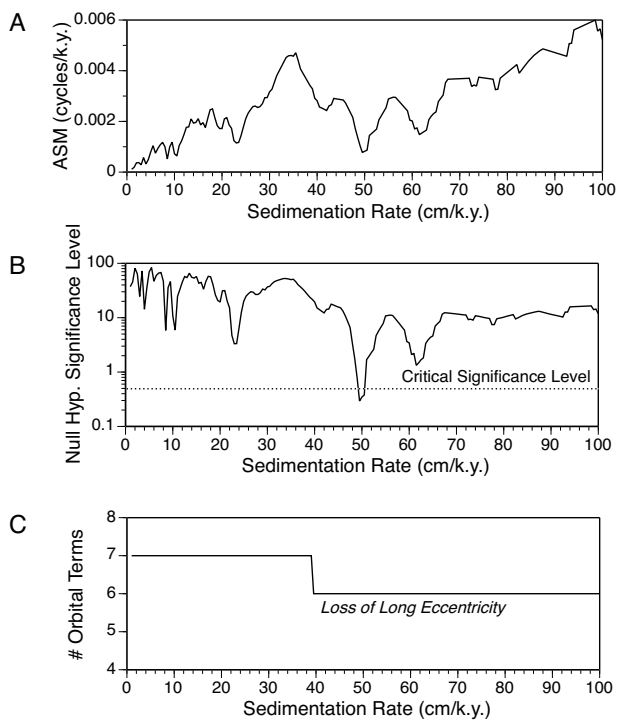 A
ASM (cycles/k.y.)
0.006
0.004
0.002
0
0 10 20 30 40 50 60 70 80 90 100
Sedimenation Rate (cm/k.y.)
B
Null Hyp. Significance Level
100
10
1
0.1
Critical Significance Level
0 10 20 30 40 50 60 70 80 90 100
Sedimentation Rate (cm/k.y.)
C
# Orbital Terms
8
7
6
5
4
Loss of Long Eccentricity
0 10 20 30 40 50 60 70 80 90 100
Sedimentation Rate (cm/k.y.)